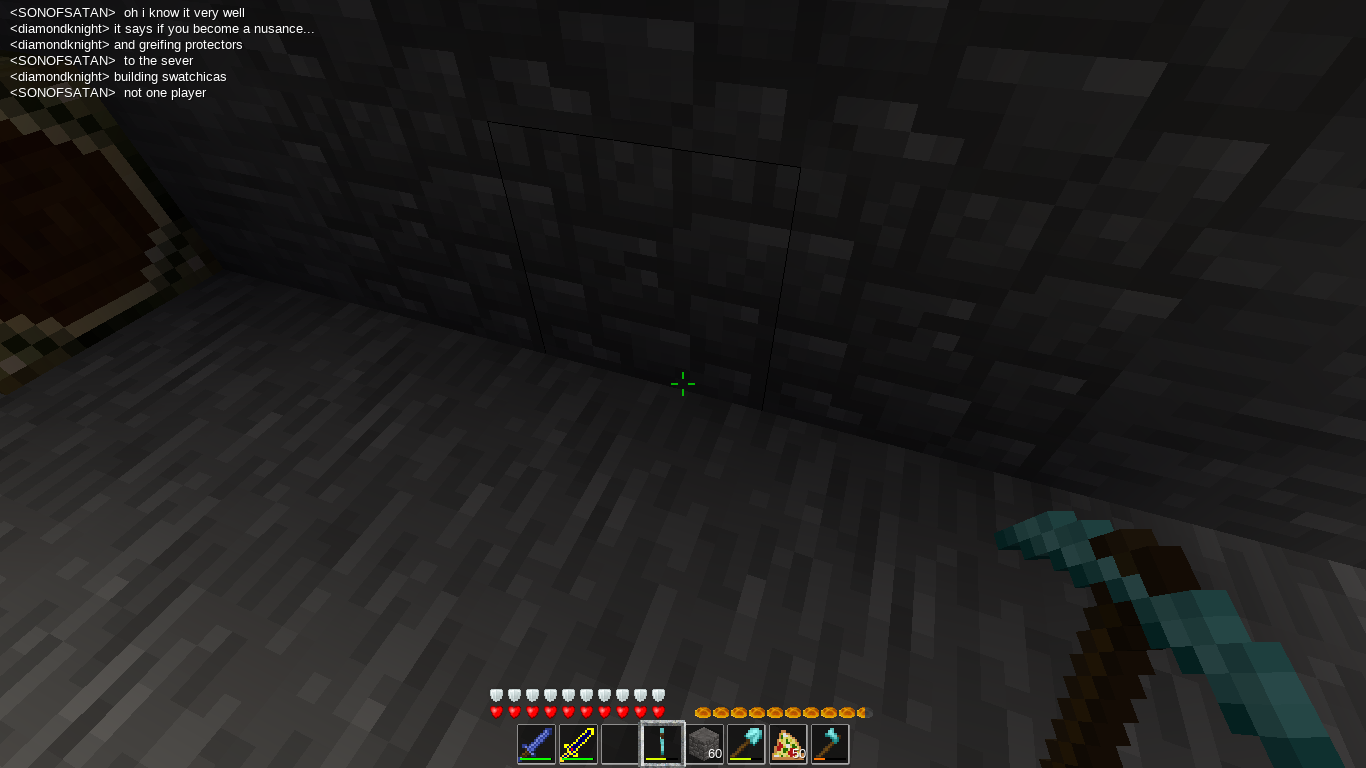 <SONOFSATAN>  oh i know it very well
<diamondknight> it says if you become a nusance...
<diamondknight> and greifing protectors
<SONOFSATAN>  to the sever
<diamondknight> building swatchicas
<SONOFSATAN>  not one player
60 50